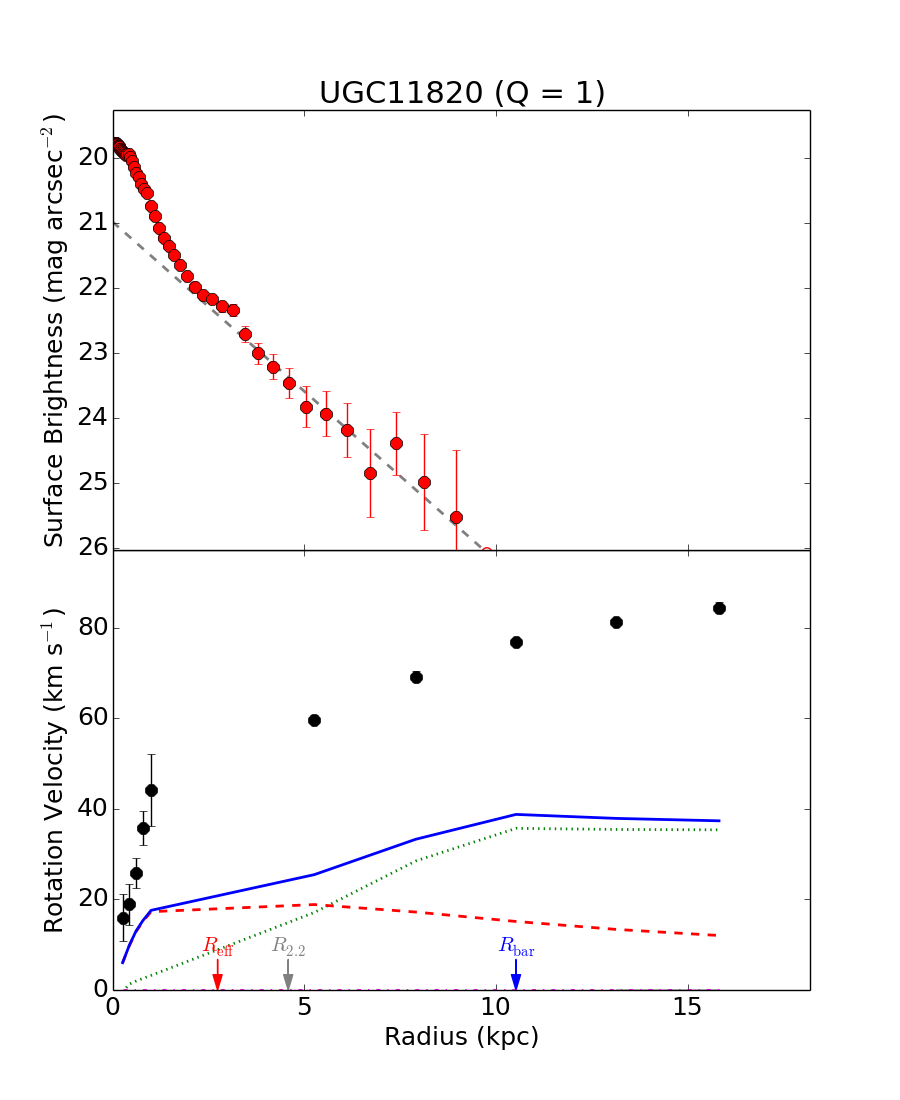 UGC11820 (Q = 1)
Surface Brightness (mag arcsec⁻²)
20
21
22
23
24
25
26
Rotation Velocity (km s⁻¹)
80
60
40
20
0
R_eff R_2.2 R_bar
0 5 10 15
Radius (kpc)